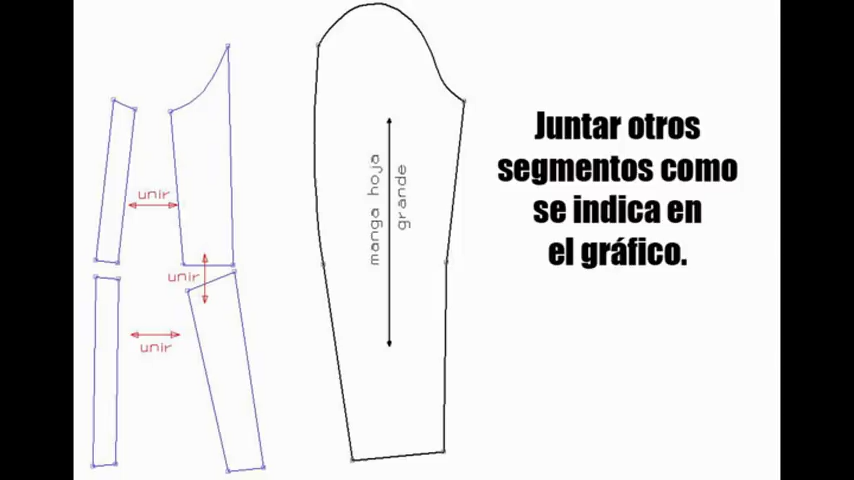 unir
unir
unir
manga hoja
grande
Juntar otros
segmentos como
se indica en
el gráfico.